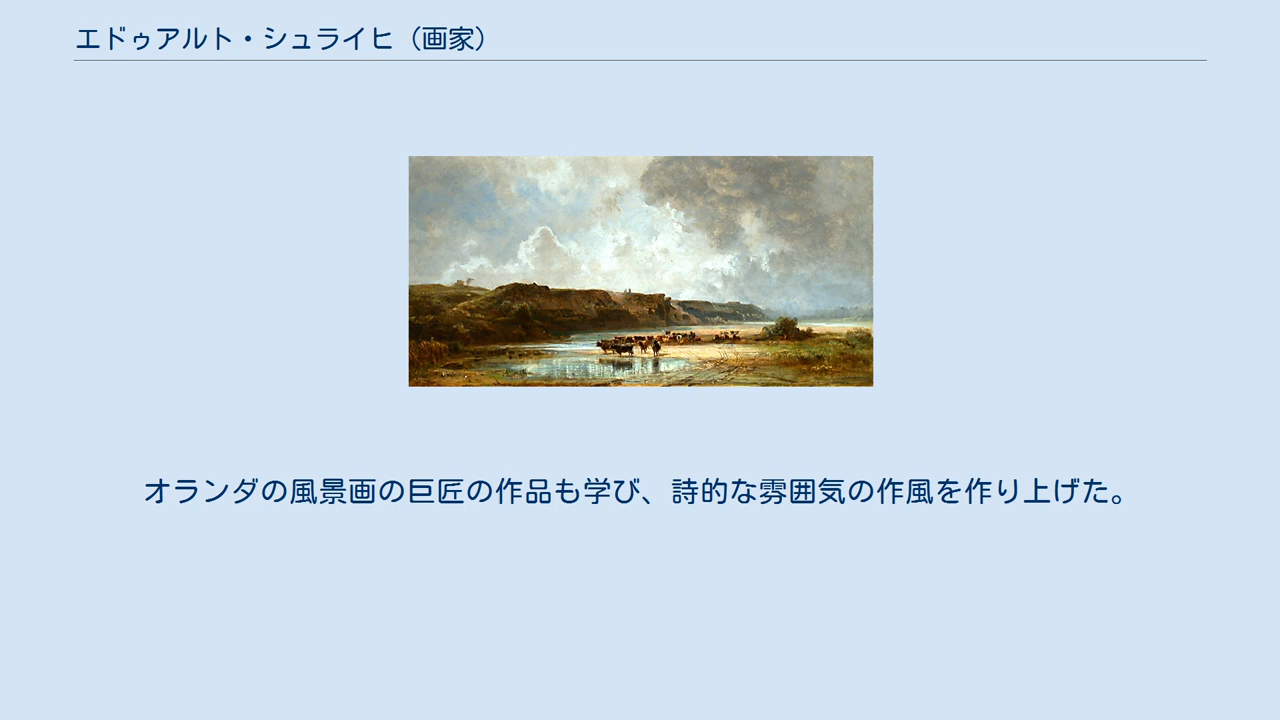 エドゥアルト・シュライヒ（画家）
オランダの風景画の巨匠の作品も学び、詩的な雰囲気の作風を作り上げた。